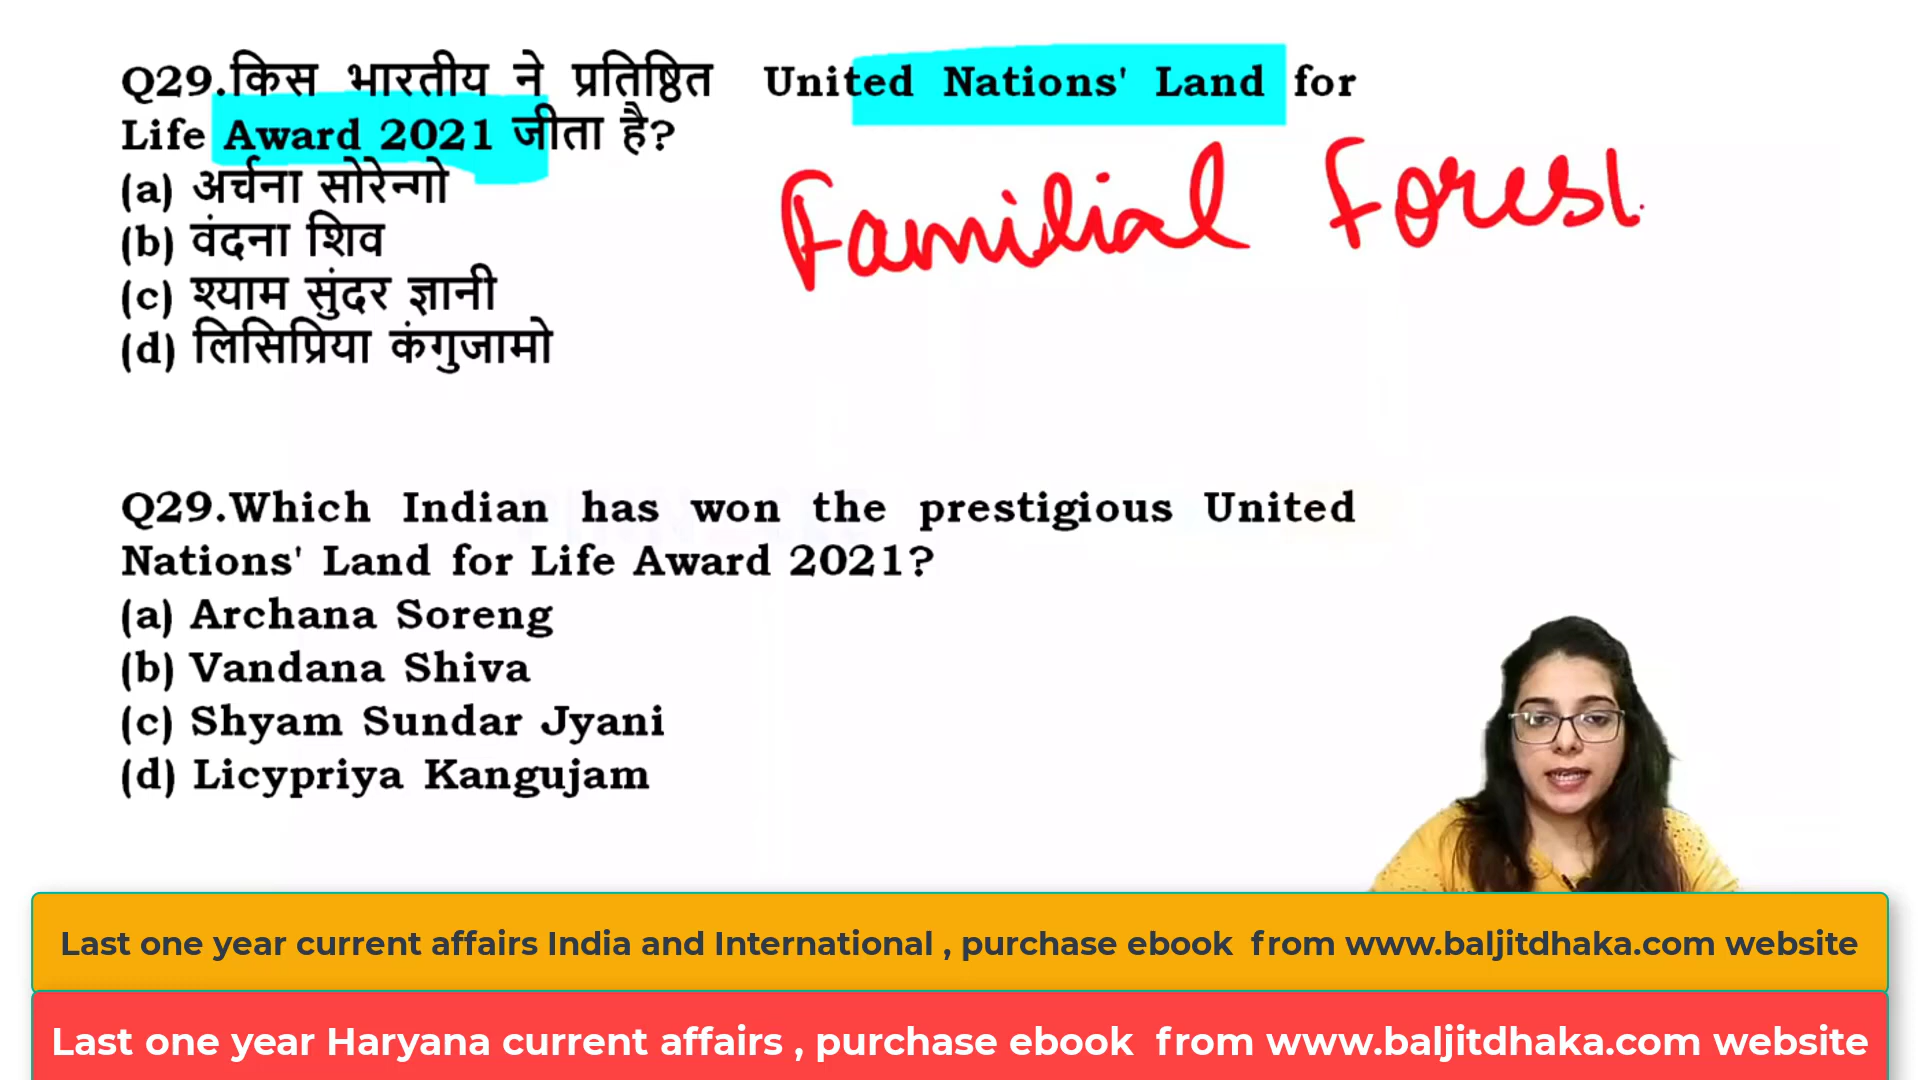 Q29.किस भारतीय ने प्रतिष्ठित United Nations' Land for
Life Award 2021 जीता है?
Familial Forest
(a) अर्चना सोरेन्गो
(b) वंदना शिव
(c) श्याम सुंदर ज्ञानी
(d) लिसिप्रिया कंगुजामो
Q29.Which Indian has won the prestigious United
Nations' Land for Life Award 2021?
(a) Archana Soreng
(b) Vandana Shiva
(c) Shyam Sundar Jyani
(d) Licypriya Kangujam
Last one year current affairs India and International , purchase ebook from www.baljitdhaka.com website
Last one year Haryana current affairs , purchase ebook from www.baljitdhaka.com website